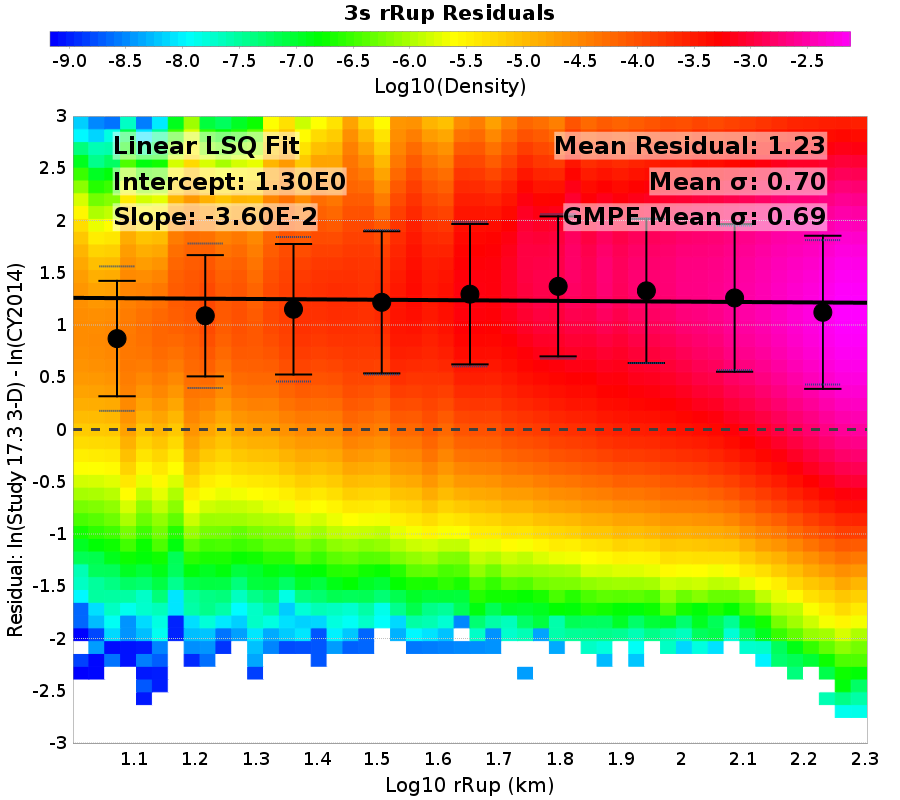 3s rRup Residuals
-9.0 -8.5 -8.0 -7.5 -7.0 -6.5 -6.0 -5.5 -5.0 -4.5 -4.0 -3.5 -3.0 -2.5
Log10(Density)
Linear LSQ Fit
Intercept: 1.30E0
Slope: -3.60E-2
Mean Residual: 1.23
Mean σ: 0.70
GMPE Mean σ: 0.69
Residual: ln(Study 17.3 3-D) - ln(CY2014)
3
2.5
2
1.5
1
0.5
0
-0.5
-1
-1.5
-2
-2.5
-3
1.1 1.2 1.3 1.4 1.5 1.6 1.7 1.8 1.9 2 2.1 2.2 2.3
Log10 rRup (km)